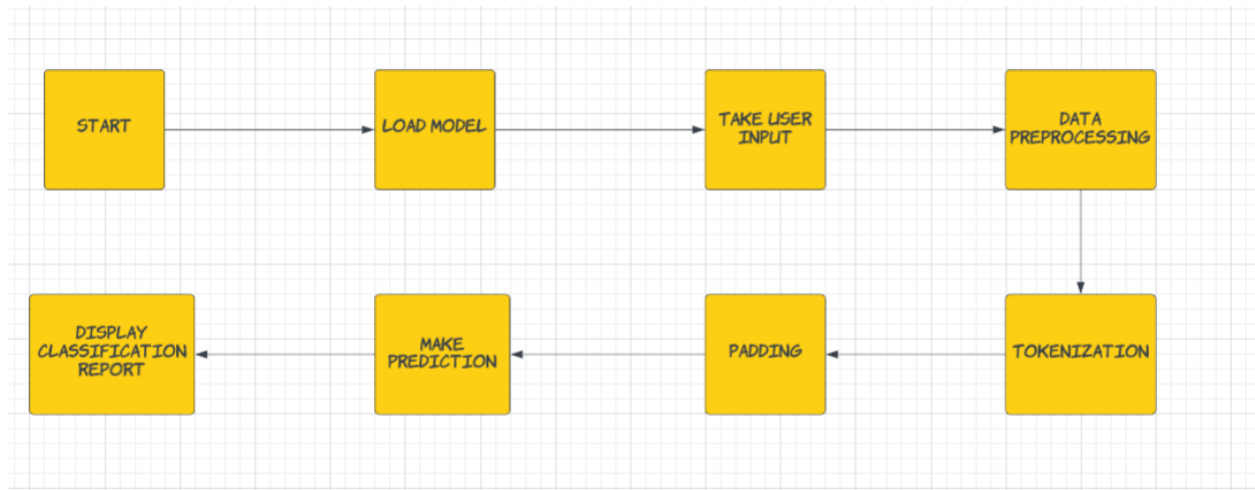 START
LOAD MODEL
TAKE USER
INPUT
DATA
PREPROCESSING
TOKENIZATION
PADDING
MAKE
PREDICTION
DISPLAY
CLASSIFICATION
REPORT